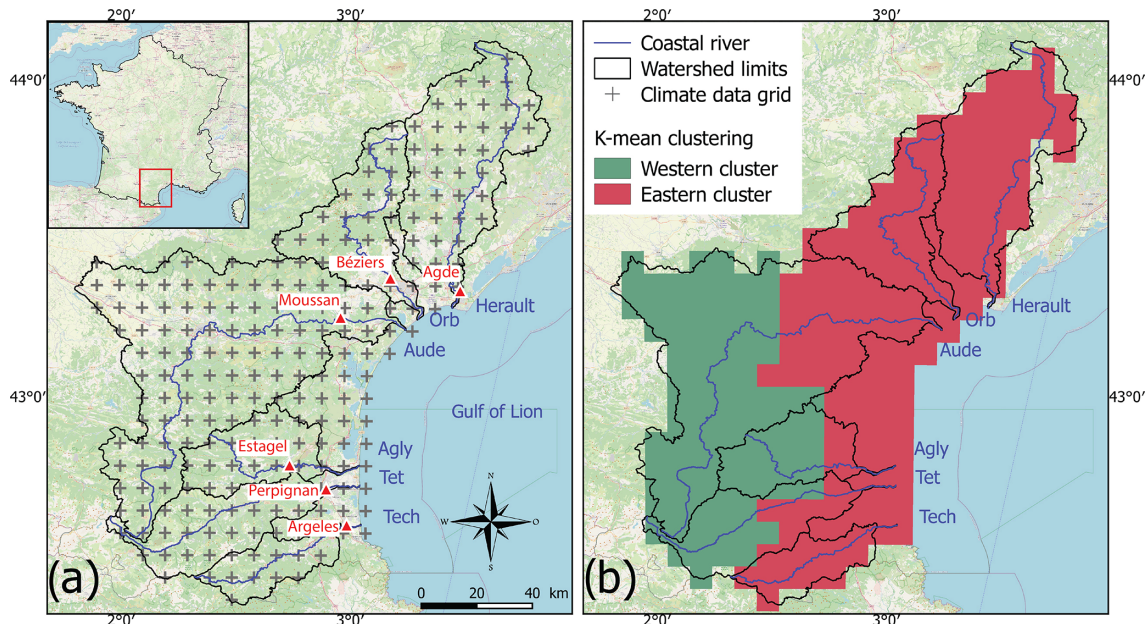 2°0'
3°0'
2°0'
3°0'
44°0'
43°0'
Béziers
Agde
Moussan
Herault
Orb
Aude
Gulf of Lion
Estagel
Agly
Tet
Perpignan
Argeles
Tech
N
W
O
S
0 20 40 km
(a)
2°0'
3°0'
Coastal river
Watershed limits
Climate data grid
K-mean clustering
Western cluster
Eastern cluster
44°0'
Herault
Orb
Aude
43°0'
Agly
Tet
Tech
(b)
2°0'
3°0'